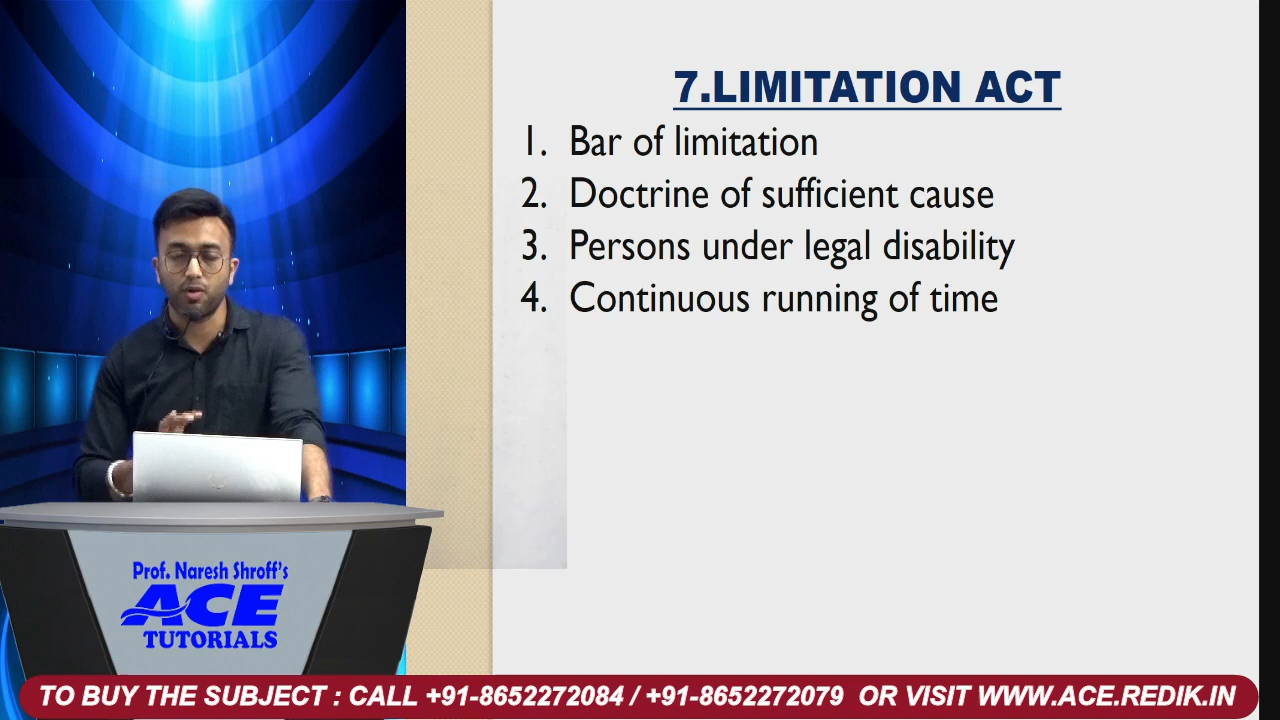 7.LIMITATION ACT
1. Bar of limitation
2. Doctrine of sufficient cause
3. Persons under legal disability
4. Continuous running of time
Prof. Naresh Shroff's
ACE
TUTORIALS
TO BUY THE SUBJECT : CALL +91-8652272084 / +91-8652272079 OR VISIT WWW.ACE.REDIK.IN